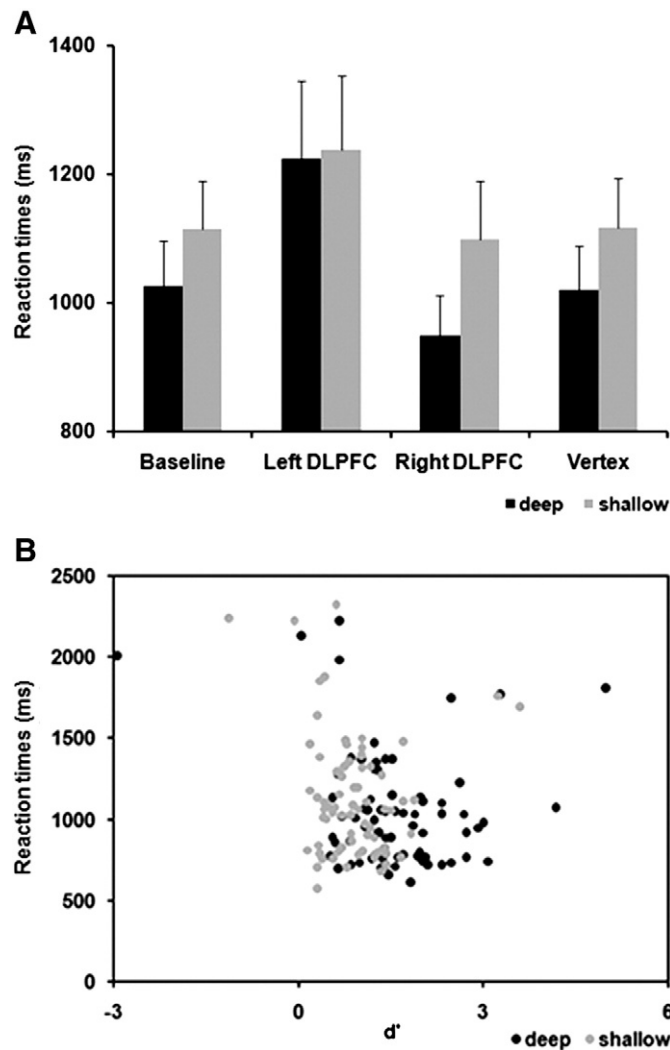 A
1400
1200
1000
800
Reaction times (ms)
Baseline Left DLPFC Right DLPFC Vertex
deep shallow
B
2500
2000
1500
1000
500
0
Reaction times (ms)
-3 0 3 6
d'
deep shallow